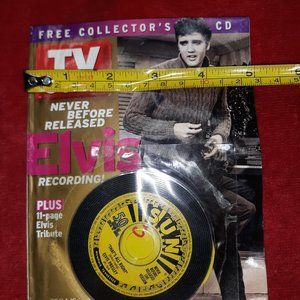 FREE COLLECTOR'S CD
TV
1 2 3 4 5
NEVER
BEFORE
RELEASED
Elvis
RECORDING!
PLUS
11-page
Elvis
Tribute
50
SUN